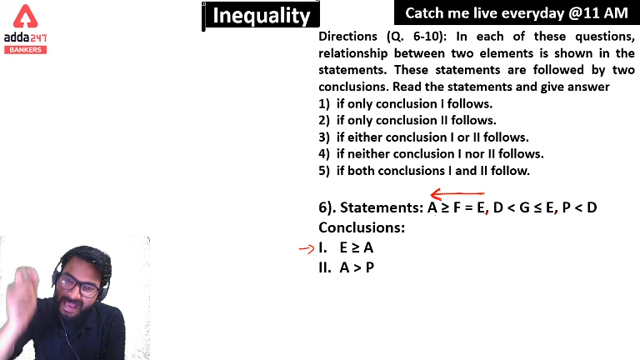 Inequality
Catch me live everyday @11 AM
adda247
BANKERS
Directions (Q. 6-10): In each of these questions,
relationship between two elements is shown in the
statements. These statements are followed by two
conclusions. Read the statements and give answer
1) if only conclusion I follows.
2) if only conclusion II follows.
3) if either conclusion I or II follows.
4) if neither conclusion I nor II follows.
5) if both conclusions I and II follow.
6). Statements: A ≥ F = E, D < G ≤ E, P < D
Conclusions:
I. E ≥ A
II. A > P